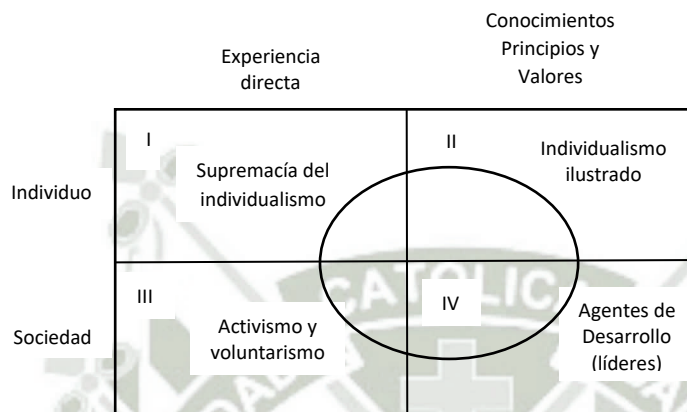 Experiencia
directa
Conocimientos
Principios y
Valores
Individuo
I
Supremacía del
individualismo
II
Individualismo
ilustrado
Sociedad
III
Activismo y
voluntarismo
IV
Agentes de
Desarrollo
(líderes)
CATOLICA